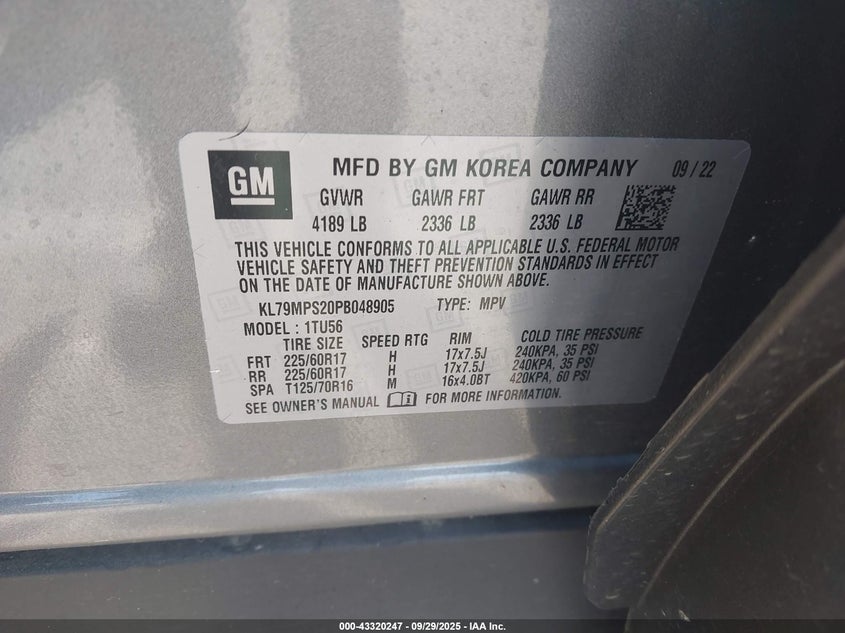 GM
MFD BY GM KOREA COMPANY 09 / 22
GVWR GAWR FRT GAWR RR
4189 LB 2336 LB 2336 LB
THIS VEHICLE CONFORMS TO ALL APPLICABLE U.S. FEDERAL MOTOR
VEHICLE SAFETY AND THEFT PREVENTION STANDARDS IN EFFECT
ON THE DATE OF MANUFACTURE SHOWN ABOVE.
KL79MPS20PB048905 TYPE: MPV
MODEL : 1TU56
TIRE SIZE SPEED RTG RIM COLD TIRE PRESSURE
FRT 225/60R17 H 17x7.5J 240KPA, 35 PSI
RR 225/60R17 H 17x7.5J 240KPA, 35 PSI
SPA T125/70R16 M 16x4.0BT 420KPA, 60 PSI
SEE OWNER'S MANUAL FOR MORE INFORMATION.
000-43320247 - 09/29/2025 - IAA Inc.